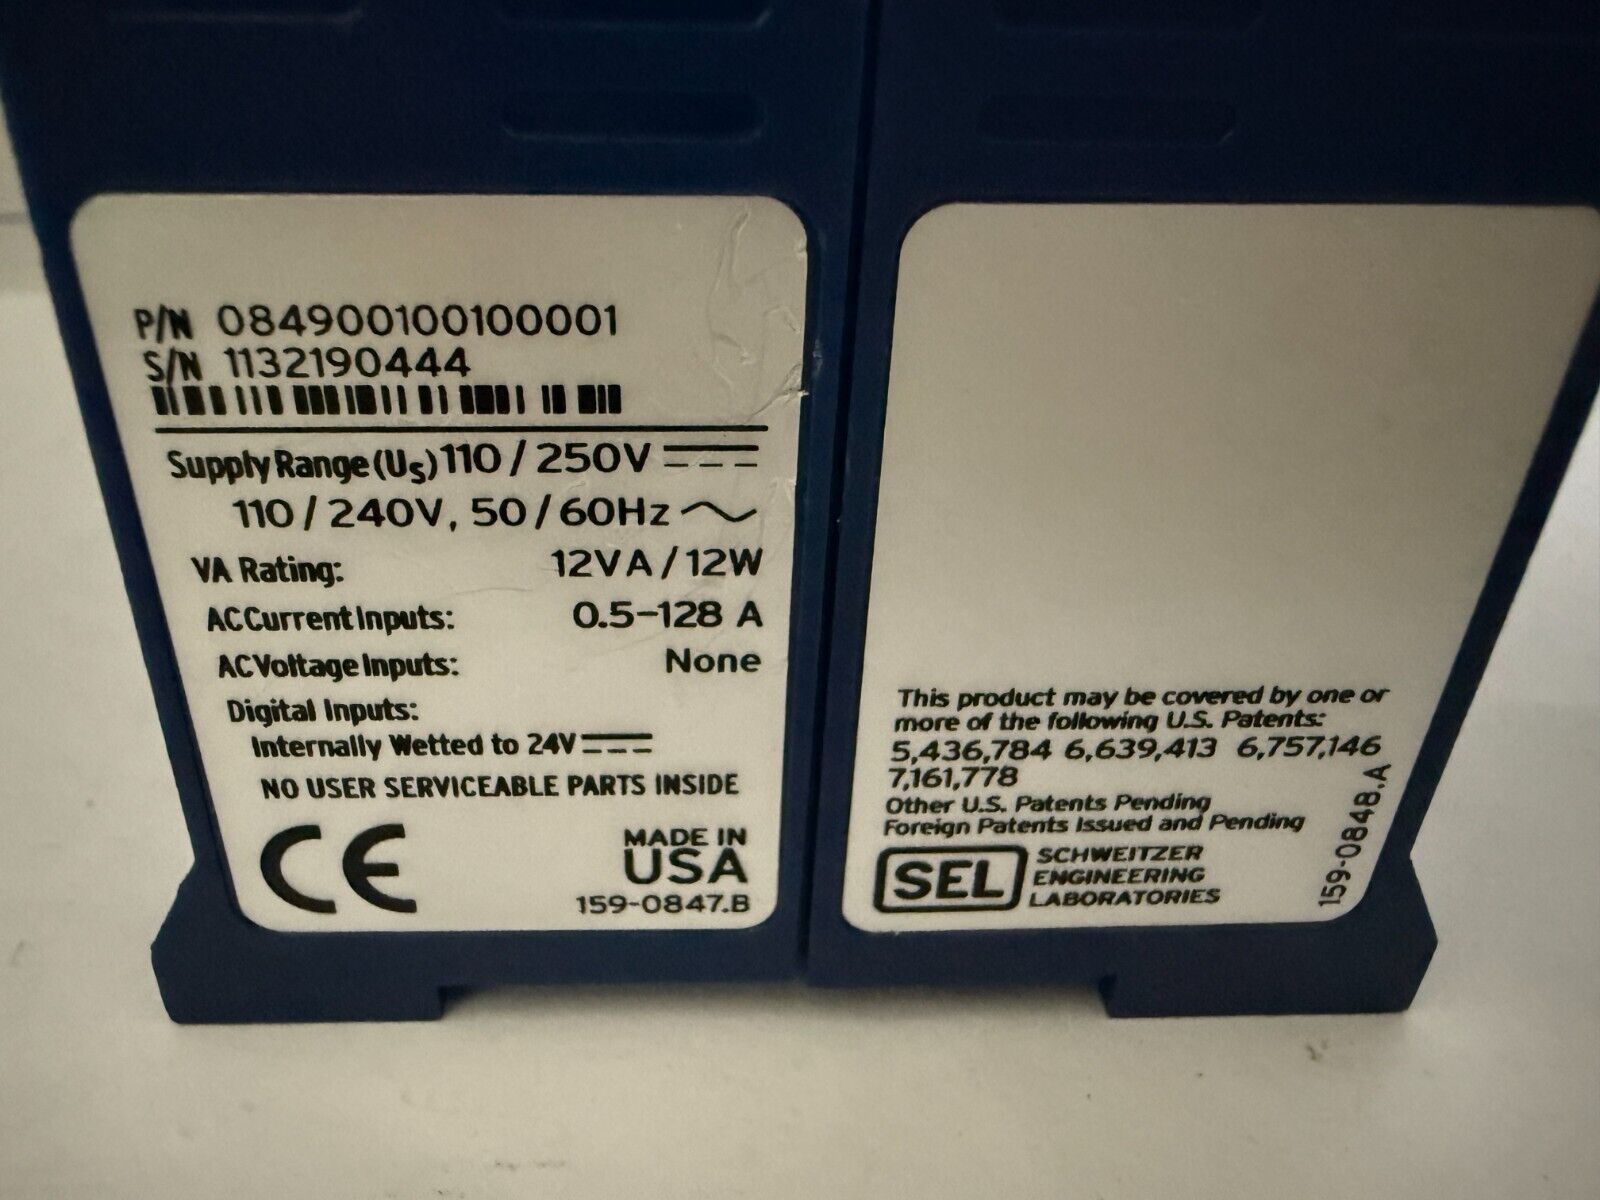 P/N 084900100100001
S/N 1132190444
Supply Range (Us) 110 / 250V
110 / 240V, 50 / 60Hz
VA Rating: 12VA / 12W
AC Current Inputs: 0.5–128 A
AC Voltage Inputs: None
Digital Inputs:
Internally Wetted to 24V
NO USER SERVICEABLE PARTS INSIDE
CE
MADE IN
USA
159-0847.B
This product may be covered by one or
more of the following U.S. Patents:
5,436,784 6,639,413 6,757,146
7,161,778
Other U.S. Patents Pending
Foreign Patents Issued and Pending
SEL
SCHWEITZER
ENGINEERING
LABORATORIES
159-0848.A